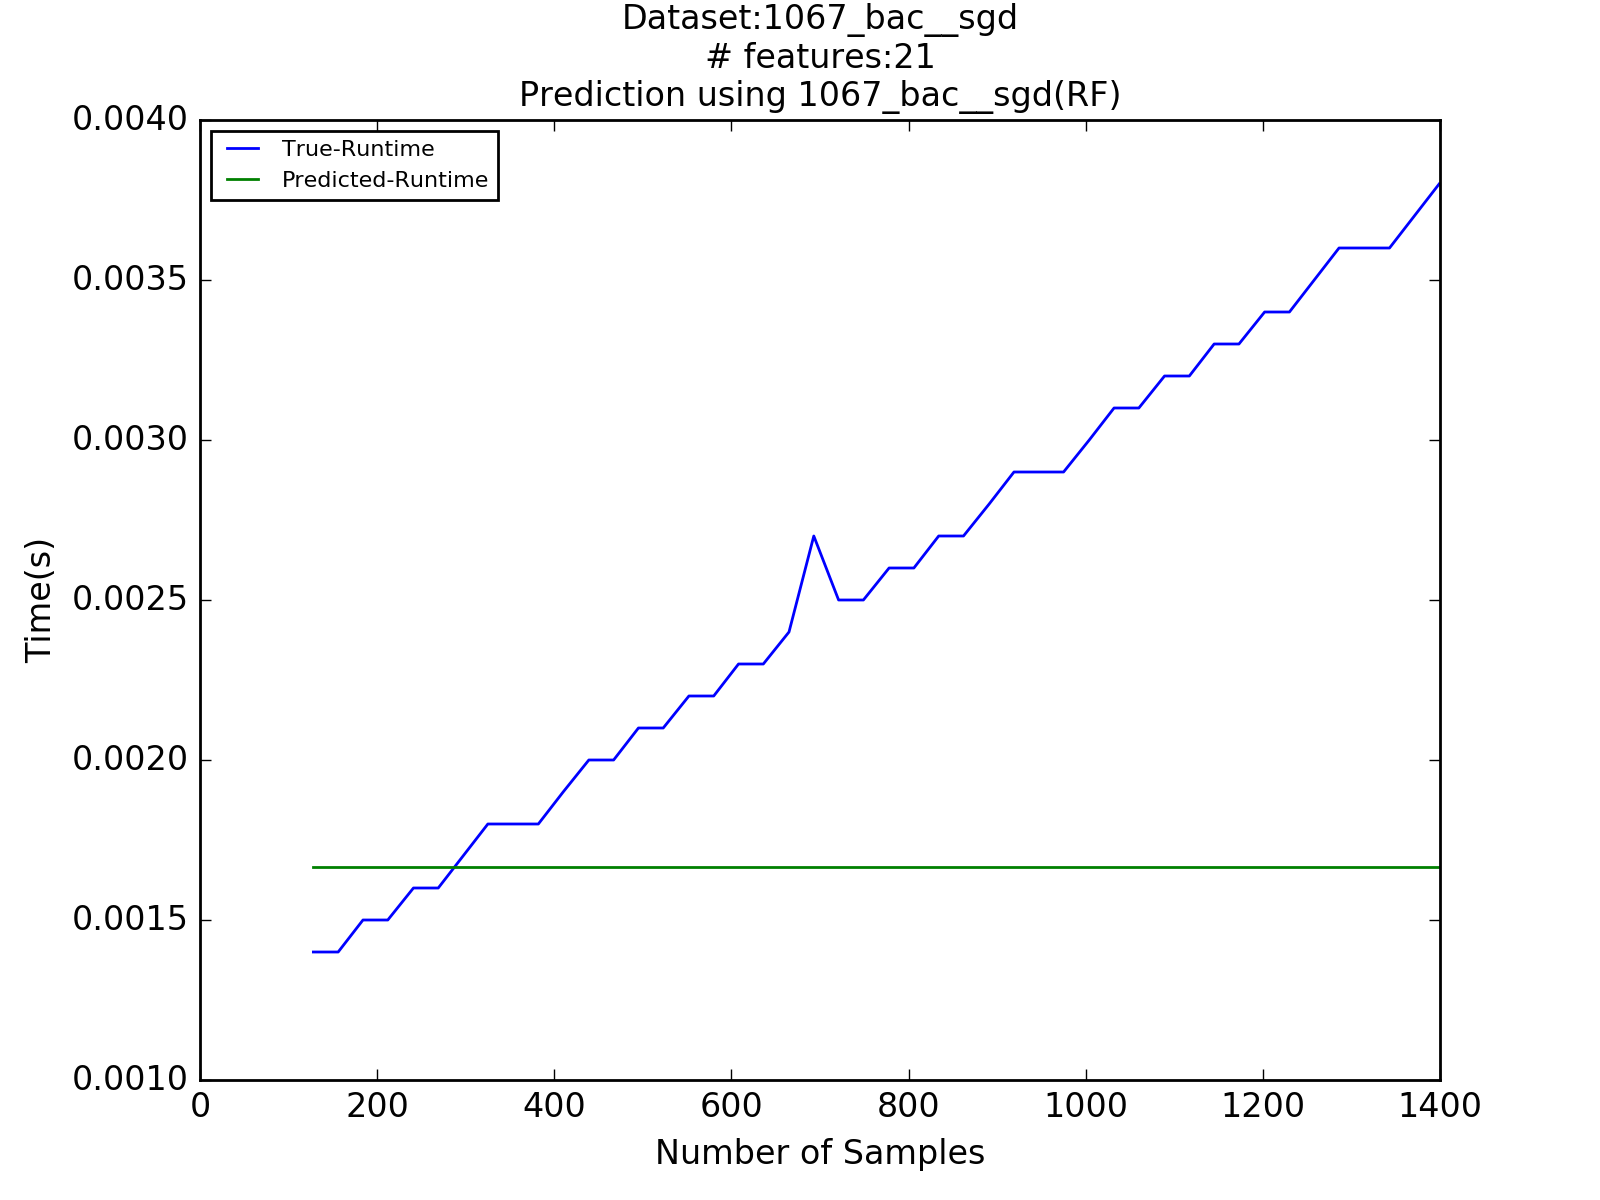 Dataset:1067_bac__sgd
# features:21
Prediction using 1067_bac__sgd(RF)
0.0040
0.0035
0.0030
0.0025
0.0020
0.0015
0.0010
True-Runtime
Predicted-Runtime
Time(s)
0 200 400 600 800 1000 1200 1400
Number of Samples